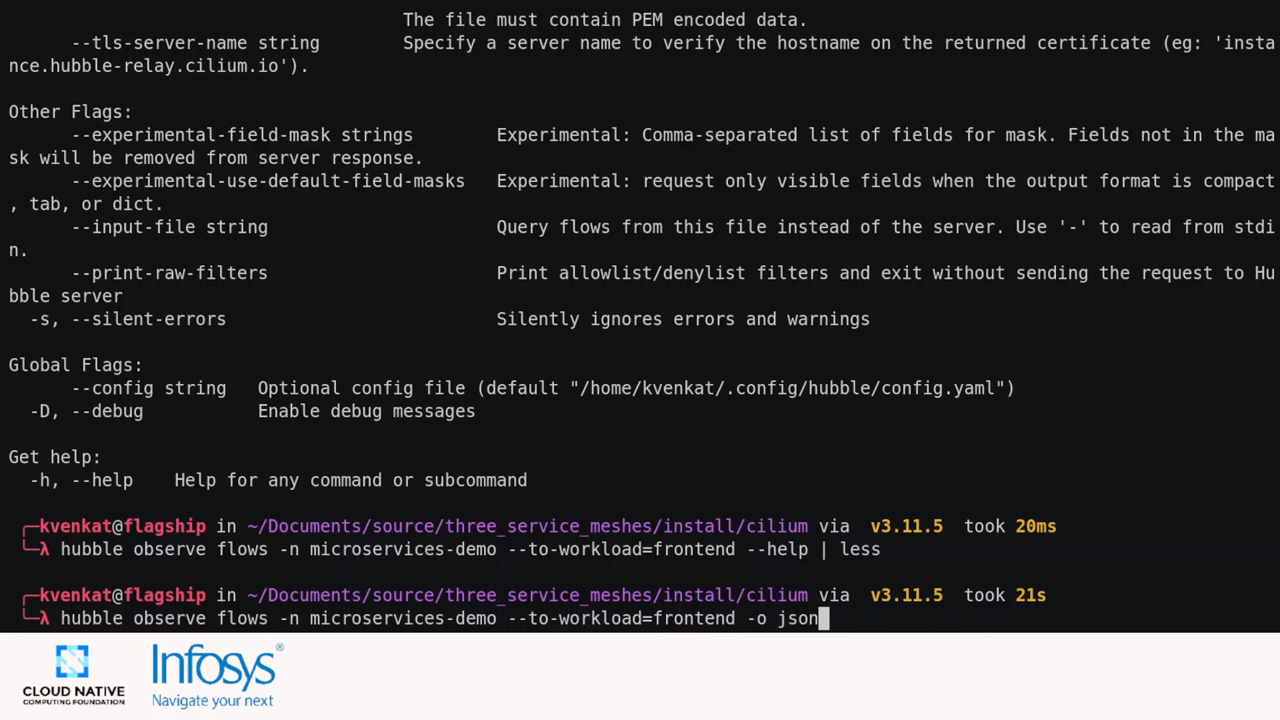 The file must contain PEM encoded data.
--tls-server-name string Specify a server name to verify the hostname on the returned certificate (eg: 'insta
nce.hubble-relay.cilium.io').
Other Flags:
--experimental-field-mask strings Experimental: Comma-separated list of fields for mask. Fields not in the ma
sk will be removed from server response.
--experimental-use-default-field-masks Experimental: request only visible fields when the output format is compact
, tab, or dict.
--input-file string Query flows from this file instead of the server. Use '-' to read from stdi
n.
--print-raw-filters Print allowlist/denylist filters and exit without sending the request to Hu
bble server
-s, --silent-errors Silently ignores errors and warnings
Global Flags:
--config string Optional config file (default "/home/kvenkat/.config/hubble/config.yaml")
-D, --debug Enable debug messages
Get help:
-h, --help Help for any command or subcommand
╭─kvenkat@flagship in ~/Documents/source/three_service_meshes/install/cilium via v3.11.5 took 20ms
╰─λ hubble observe flows -n microservices-demo --to-workload=frontend --help | less
╭─kvenkat@flagship in ~/Documents/source/three_service_meshes/install/cilium via v3.11.5 took 21s
╰─λ hubble observe flows -n microservices-demo --to-workload=frontend -o json
CLOUD NATIVE
COMPUTING FOUNDATION
Infosys®
Navigate your next